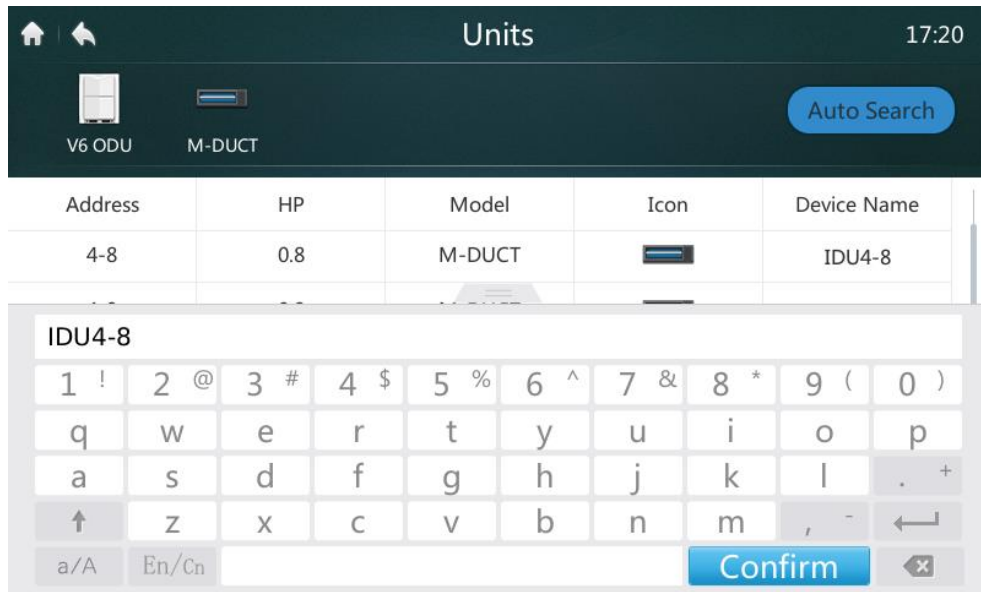 Units 17:20
Auto Search
V6 ODU M-DUCT
Address HP Model Icon Device Name
4-8 0.8 M-DUCT IDU4-8
IDU4-8
1 ! 2 @ 3 # 4 $ 5 % 6 ^ 7 & 8 * 9 ( 0 )
q w e r t y u i o p
a s d f g h j k l . +
z x c v b n m , -
a/A En/Cn Confirm